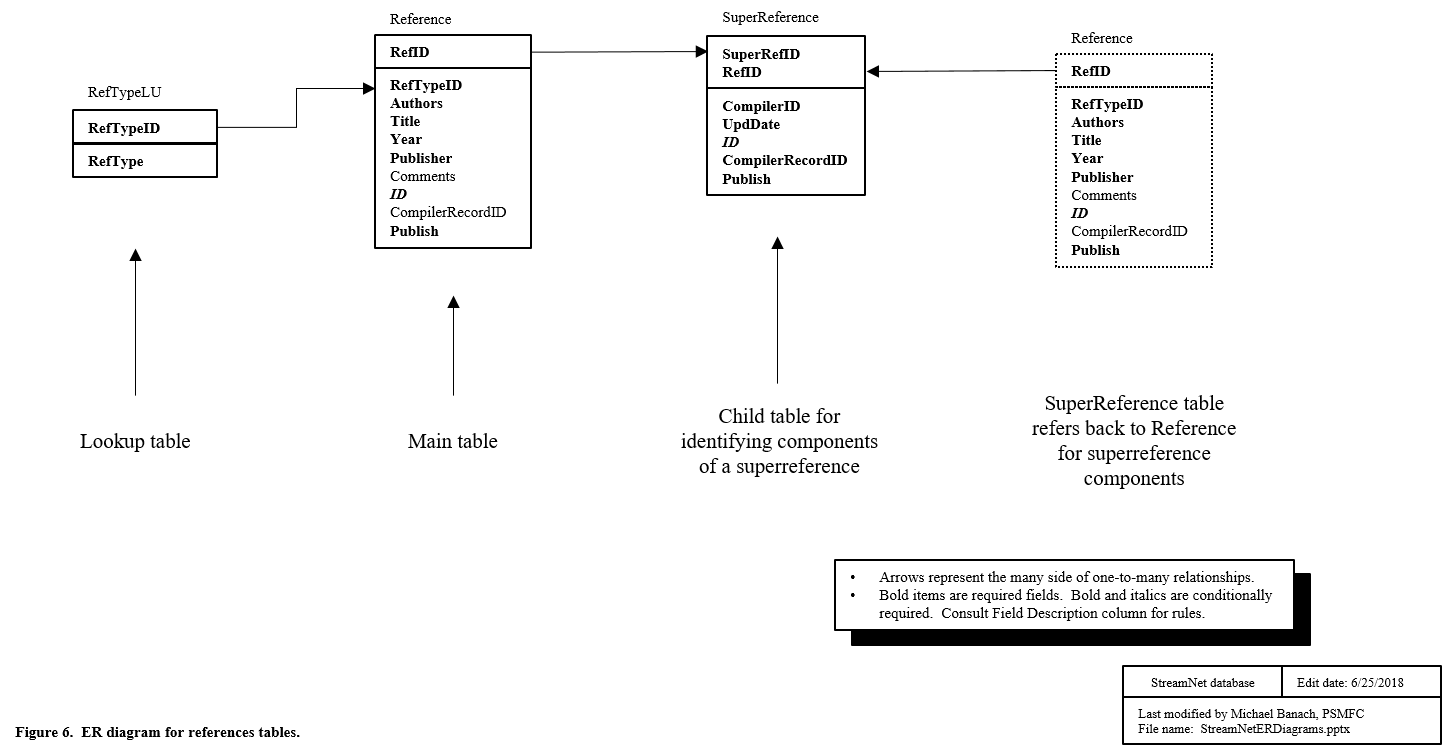 RefTypeLU
RefTypeID
RefType
Reference
RefID
RefTypeID
Authors
Title
Year
Publisher
Comments
ID
CompilerRecordID
Publish
SuperReference
SuperRefID
RefID
CompilerID
UpdDate
ID
CompilerRecordID
Publish
Reference
RefID
RefTypeID
Authors
Title
Year
Publisher
Comments
ID
CompilerRecordID
Publish
Lookup table
Main table
Child table for
identifying components
of a superreference
SuperReference table
refers back to Reference
for superreference
components
• Arrows represent the many side of one-to-many relationships.
• Bold items are required fields.  Bold and italics are conditionally
required.  Consult Field Description column for rules.
StreamNet database
Edit date: 6/25/2018
Last modified by Michael Banach, PSMFC
File name:  StreamNetERDiagrams.pptx
Figure 6.  ER diagram for references tables.